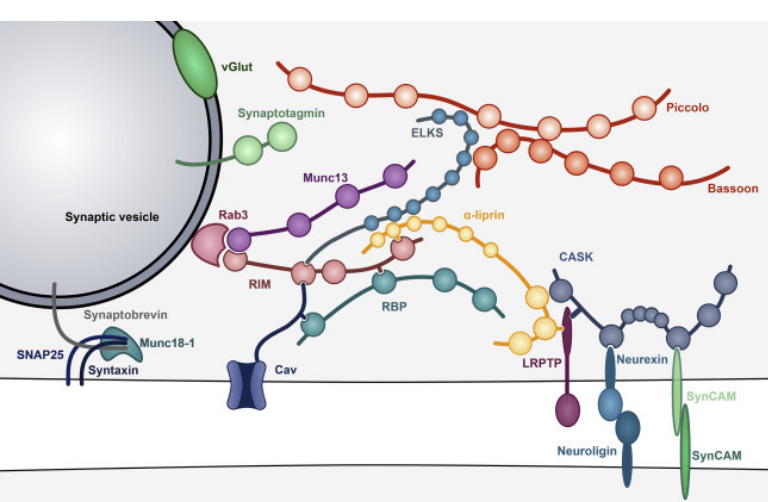 vGlut
Synaptotagmin
Piccolo
ELKS
Munc13
Bassoon
Synaptic vesicle
Rab3
α-liprin
CASK
RIM
RBP
Synaptobrevin
Munc18-1
SNAP25
Syntaxin
Cav
LRPTP
Neurexin
SynCAM
Neuroligin
SynCAM